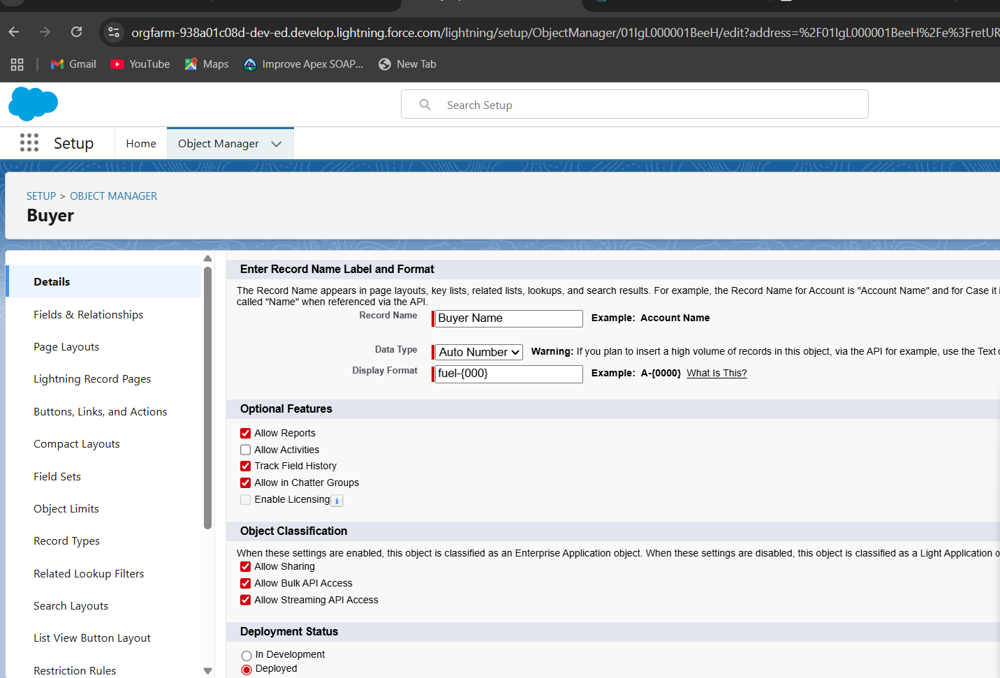 orgfarm-938a01c08d-dev-ed.develop.lightning.force.com/lightning/setup/ObjectManager/01IgL000001BeeH/edit?address=%2F01IgL000001BeeH%2Fe%3FretUR
Gmail YouTube Maps Improve Apex SOAP... New Tab
Search Setup
Setup Home Object Manager
SETUP > OBJECT MANAGER
Buyer
Details
Fields & Relationships
Page Layouts
Lightning Record Pages
Buttons, Links, and Actions
Compact Layouts
Field Sets
Object Limits
Record Types
Related Lookup Filters
Search Layouts
List View Button Layout
Restriction Rules
Enter Record Name Label and Format
The Record Name appears in page layouts, key lists, related lists, lookups, and search results. For example, the Record Name for Account is "Account Name" and for Case it i
called "Name" when referenced via the API.
Record Name Buyer Name Example: Account Name
Data Type Auto Number Warning: If you plan to insert a high volume of records in this object, via the API for example, use the Text
Display Format fuel-{000} Example: A-{0000} What Is This?
Optional Features
Allow Reports
Allow Activities
Track Field History
Allow in Chatter Groups
Enable Licensing i
Object Classification
When these settings are enabled, this object is classified as an Enterprise Application object. When these settings are disabled, this object is classified as a Light Application o
Allow Sharing
Allow Bulk API Access
Allow Streaming API Access
Deployment Status
In Development
Deployed